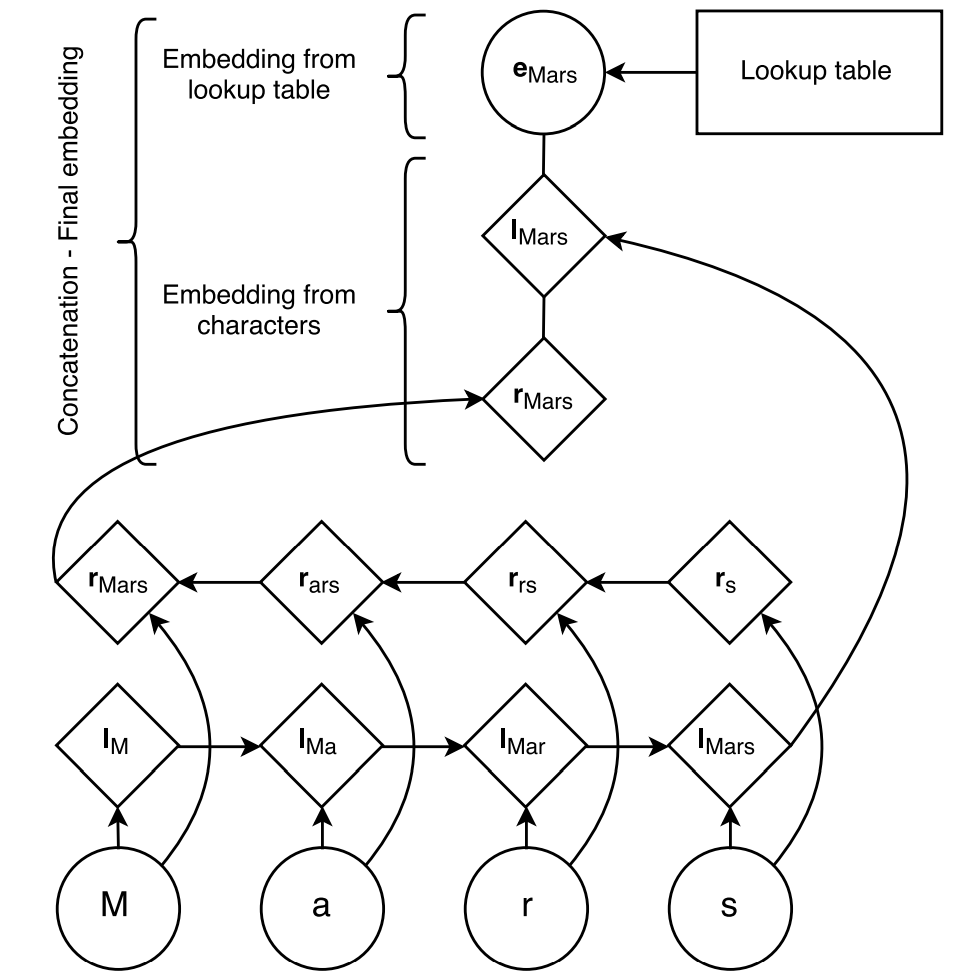 Concatenation - Final embedding
Embedding from
lookup table
eMars
Lookup table
lMars
Embedding from
characters
rMars
rMars
rars
rrs
rs
lM
lMa
lMar
lMars
M
a
r
s